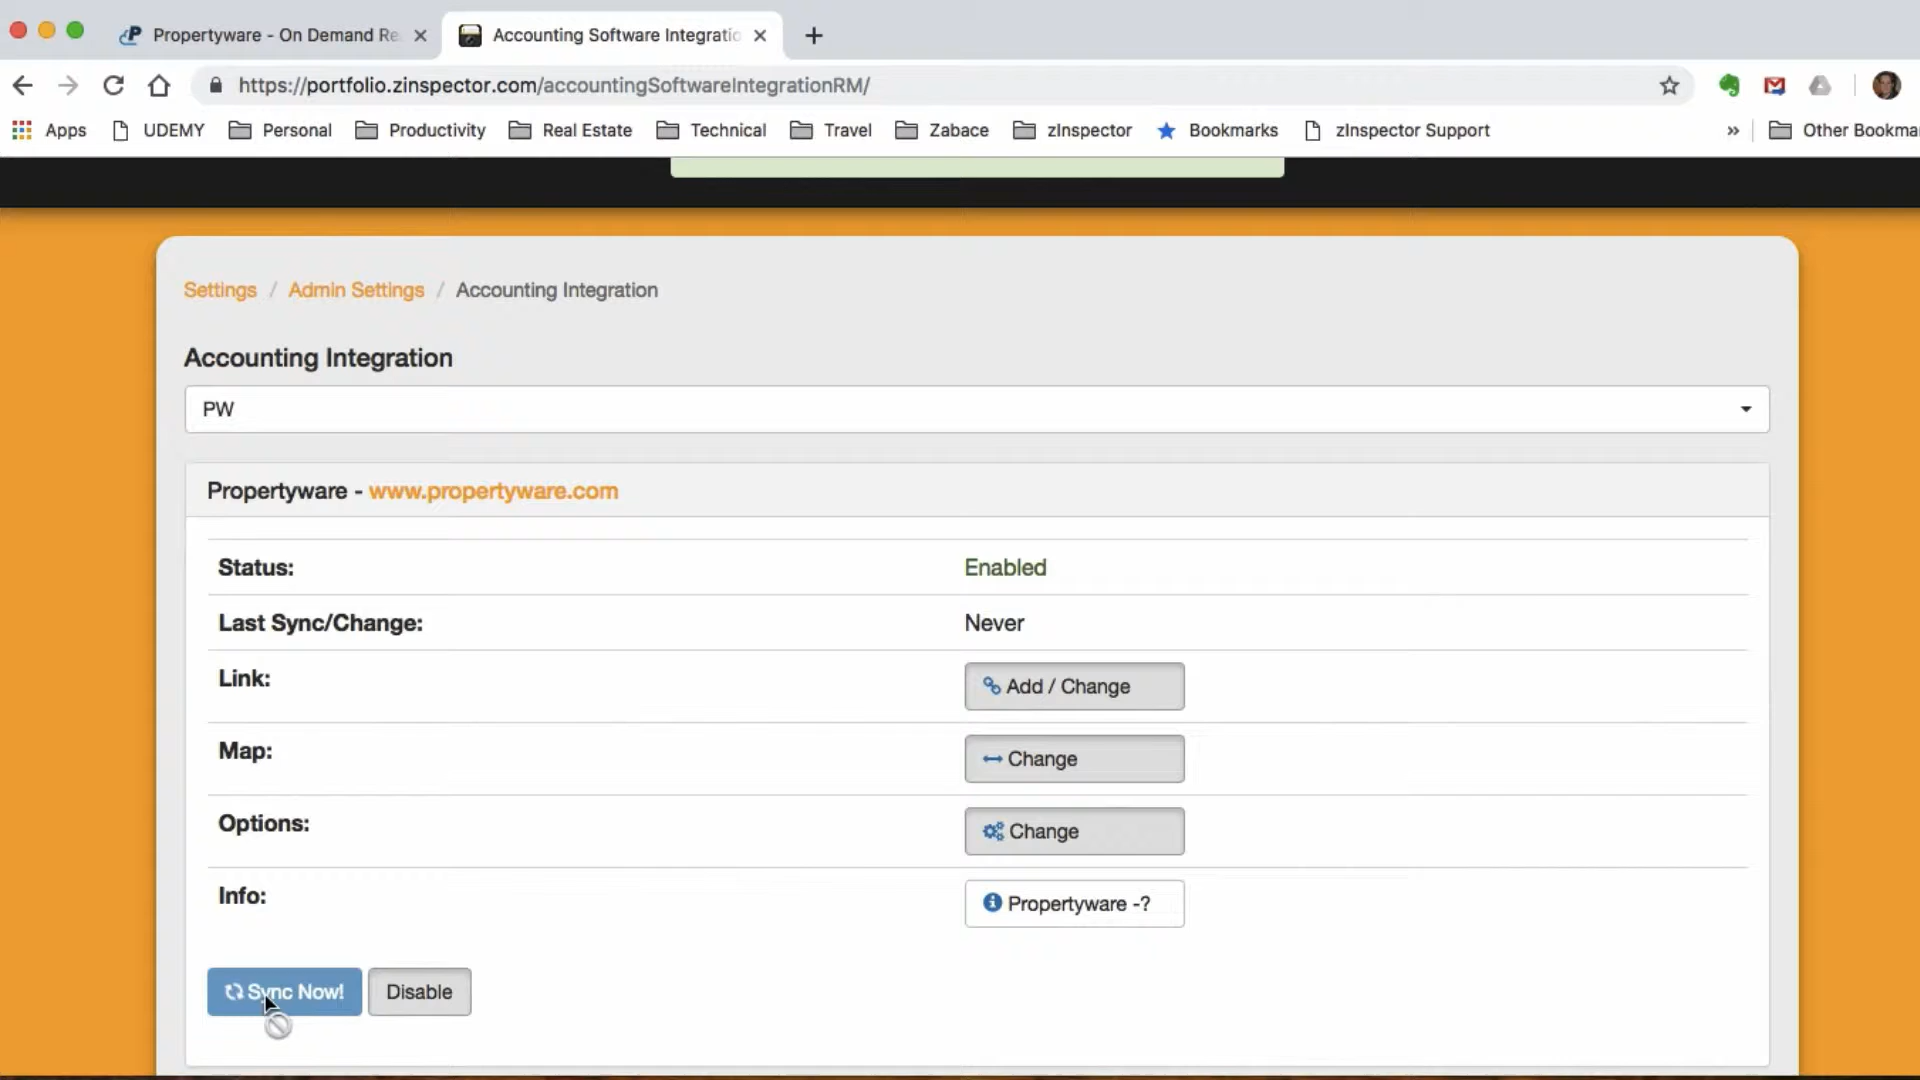 Propertyware - On Demand Re
Accounting Software Integratio
https://portfolio.zinspector.com/accountingSoftwareIntegrationRM/
Apps UDEMY Personal Productivity Real Estate Technical Travel Zabace zInspector Bookmarks zInspector Support » Other Bookma
Settings / Admin Settings / Accounting Integration
Accounting Integration
PW
Propertyware - www.propertyware.com
Status: Enabled
Last Sync/Change: Never
Link: Add / Change
Map: Change
Options: Change
Info: Propertyware -?
Sync Now! Disable